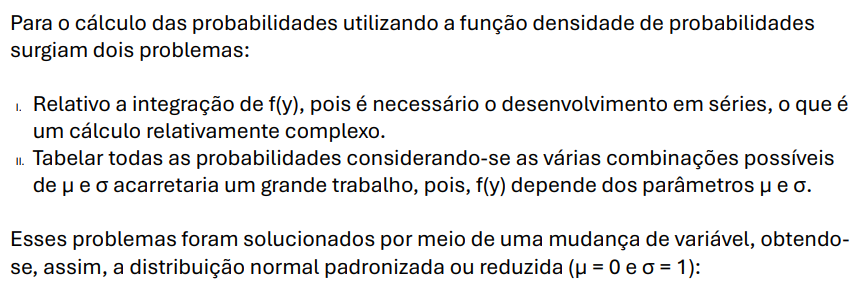 Para o cálculo das probabilidades utilizando a função densidade de probabilidades
surgiam dois problemas:
I. Relativo a integração de f(y), pois é necessário o desenvolvimento em séries, o que é
um cálculo relativamente complexo.
II. Tabelar todas as probabilidades considerando-se as várias combinações possíveis
de μ e σ acarretaria um grande trabalho, pois, f(y) depende dos parâmetros μ e σ.
Esses problemas foram solucionados por meio de uma mudança de variável, obtendo-
se, assim, a distribuição normal padronizada ou reduzida (μ = 0 e σ = 1):